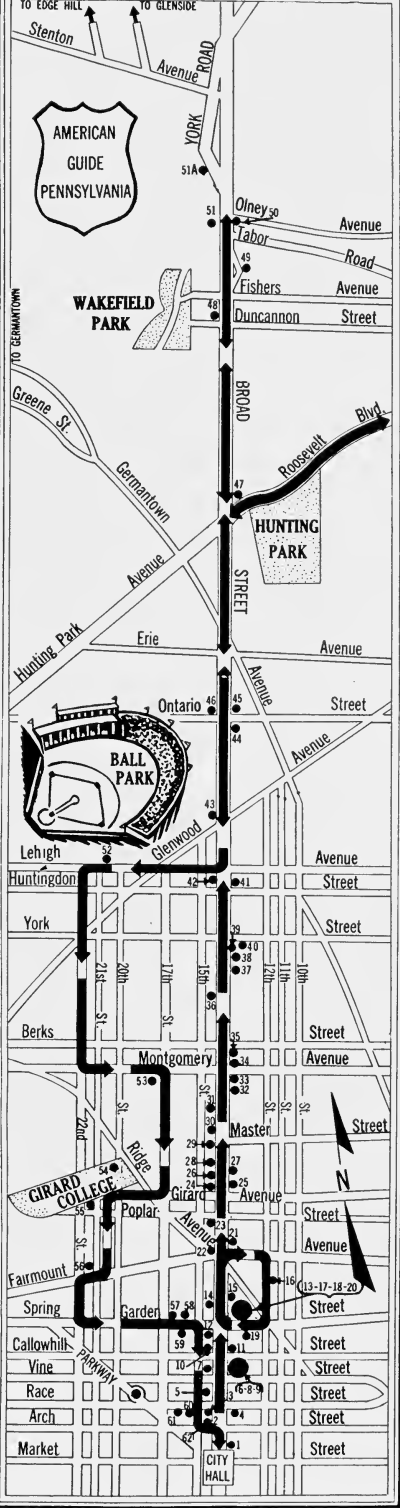 TO EDGE HILL
TO GLENSIDE
Stenton
Avenue
YORK ROAD
AMERICAN
GUIDE
PENNSYLVANIA
51A
51
Olney 50
Avenue
Tabor
Road
49
Fishers
Avenue
WAKEFIELD
PARK
48
Duncannon
Street
TO GERMANTOWN
Greene St.
BROAD
Roosevelt Blvd.
Germantown
47
HUNTING
PARK
STREET
Hunting Park Avenue
Erie
Avenue
Avenue
Ontario
46
45
Street
44
BALL
PARK
Avenue
43
Glenwood
Lehigh
52
Avenue
Huntingdon
42
41
Street
York
39
Street
40
38
37
21st
20th
17th
15th
12th
11th
10th
St.
St.
36
Berks
35
Street
Montgomery
34
Avenue
53
33
32
St.
St.
St.
St.
31
22nd
30
Master
Street
29
Ridge
28
27
54
26
GIRARD
COLLEGE
24
25
Girard
Avenue
N
55
Poplar
Street
23
Avenue
21
22
Avenue
St.
56
16
13-17-18-20
Fairmount
15
14
Spring
Garden
57
58
Street
12
19
Callowhill
59
11
Street
PARKWAY
Vine
10
7
Street
6-8-9
Race
5
3
Street
Arch
61
60
2
4
Street
62
Market
1
Street
CITY
HALL